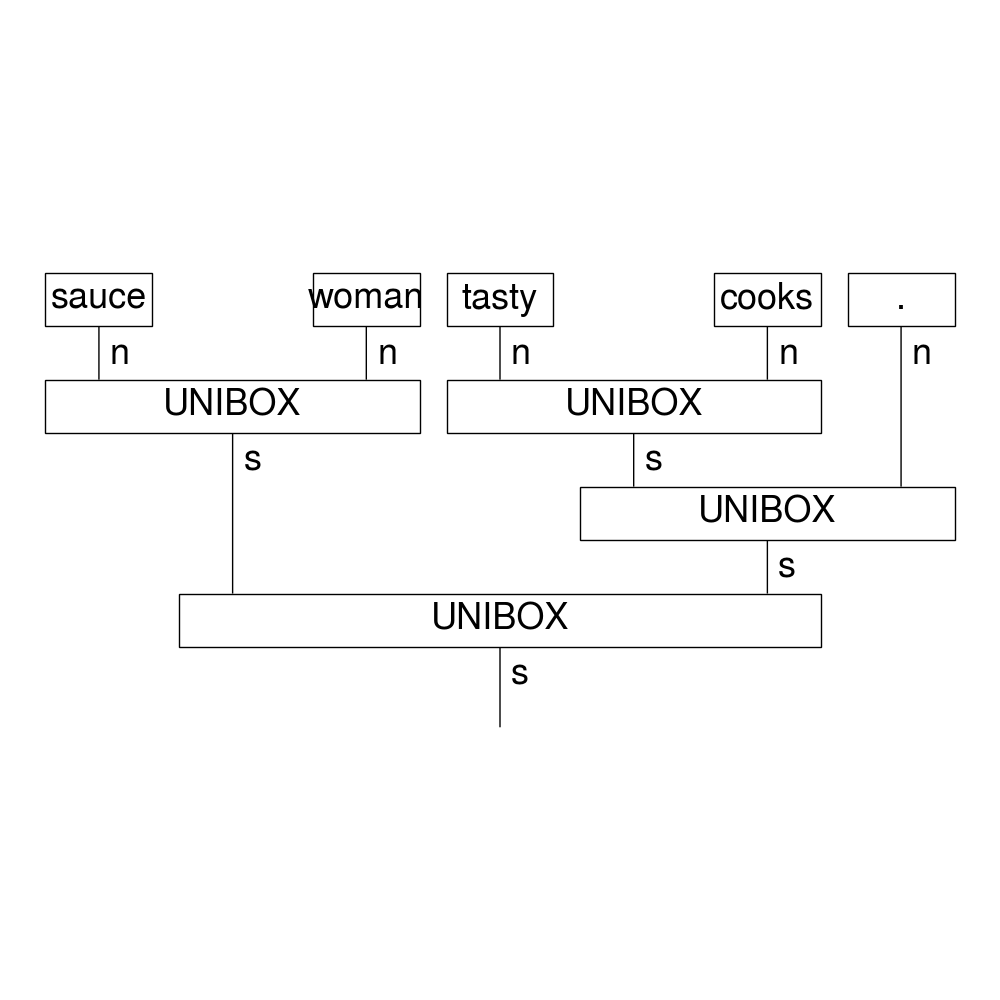 sauce woman tasty cooks .
n n n n n
UNIBOX UNIBOX
s s
UNIBOX
s
UNIBOX
s